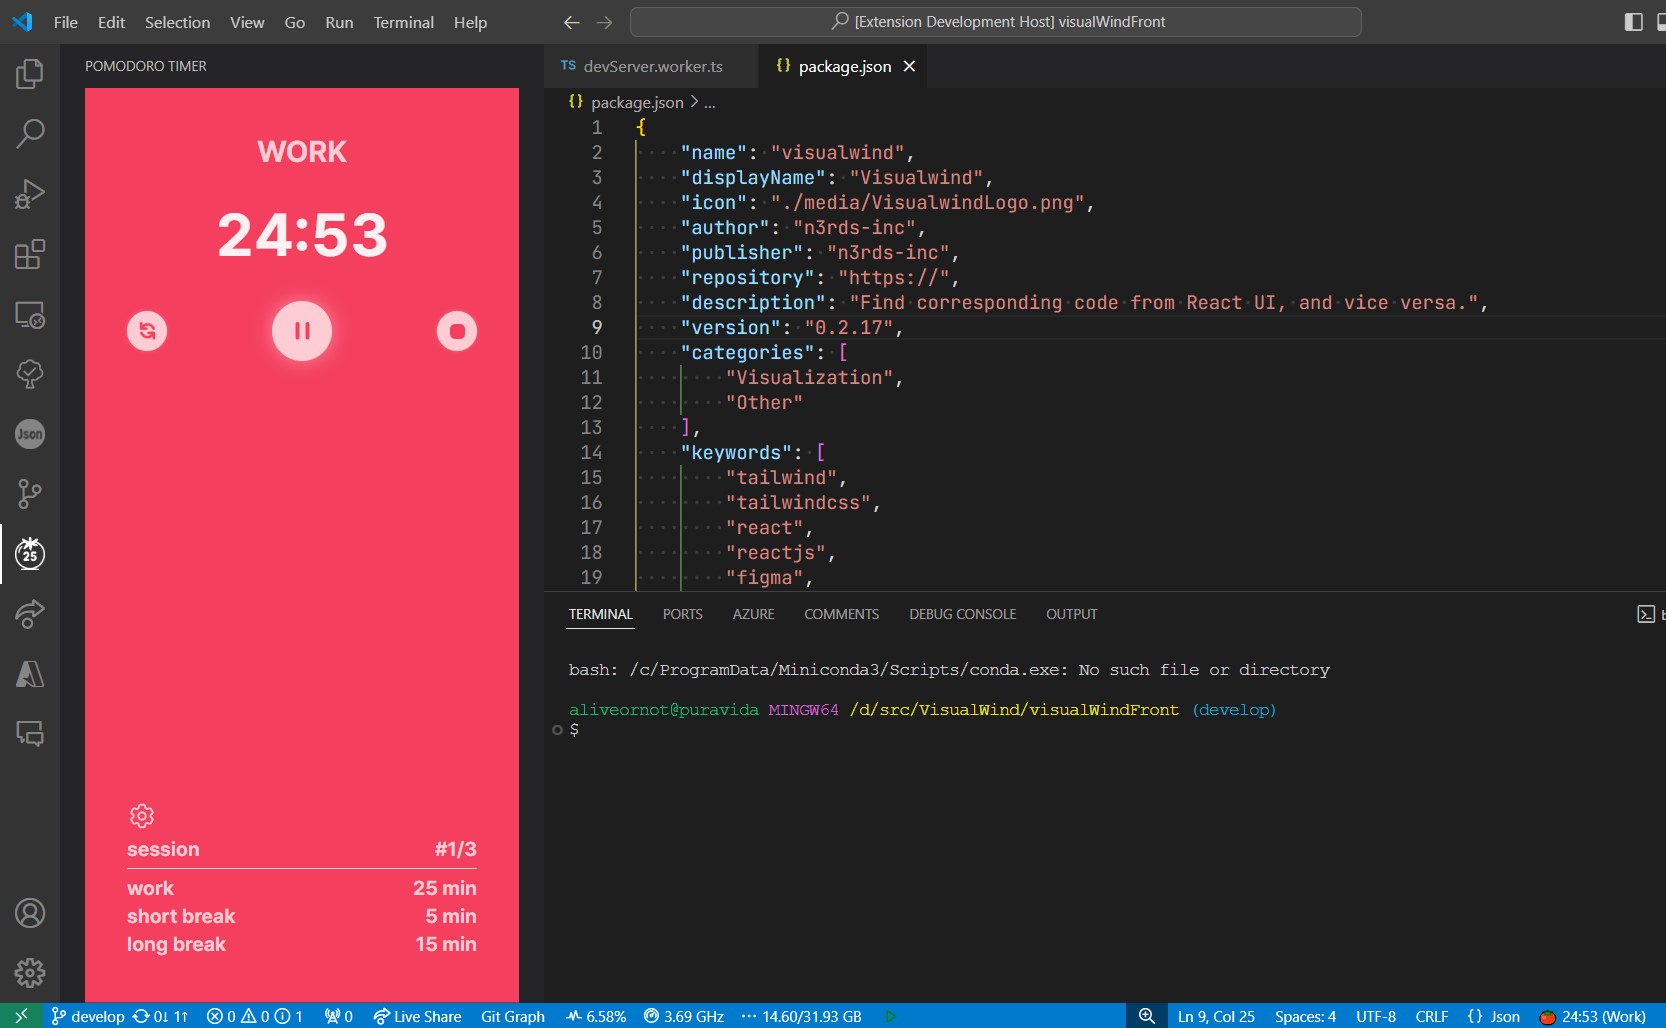 File Edit Selection View Go Run Terminal Help
[Extension Development Host] visualWindFront
POMODORO TIMER
WORK
24:53
session #1/3
work 25 min
short break 5 min
long break 15 min
Json
25
TS devServer.worker.ts
{} package.json
{} package.json > ...
1 {
2 "name": "visualwind",
3 "displayName": "Visualwind",
4 "icon": "./media/VisualwindLogo.png",
5 "author": "n3rds-inc",
6 "publisher": "n3rds-inc",
7 "repository": "https://",
8 "description": "Find corresponding code from React UI, and vice versa.",
9 "version": "0.2.17",
10 "categories": [
11 "Visualization",
12 "Other"
13 ],
14 "keywords": [
15 "tailwind",
16 "tailwindcss",
17 "react",
18 "reactjs",
19 "figma",
TERMINAL PORTS AZURE COMMENTS DEBUG CONSOLE OUTPUT
bash: /c/ProgramData/Miniconda3/Scripts/conda.exe: No such file or directory
aliveornot@puravida MINGW64 /d/src/VisualWind/visualWindFront (develop)
$
develop 0↓ 1↑ 0 0 1 0 Live Share Git Graph 6.58% 3.69 GHz 14.60/31.93 GB Ln 9, Col 25 Spaces: 4 UTF-8 CRLF {} Json 24:53 (Work)